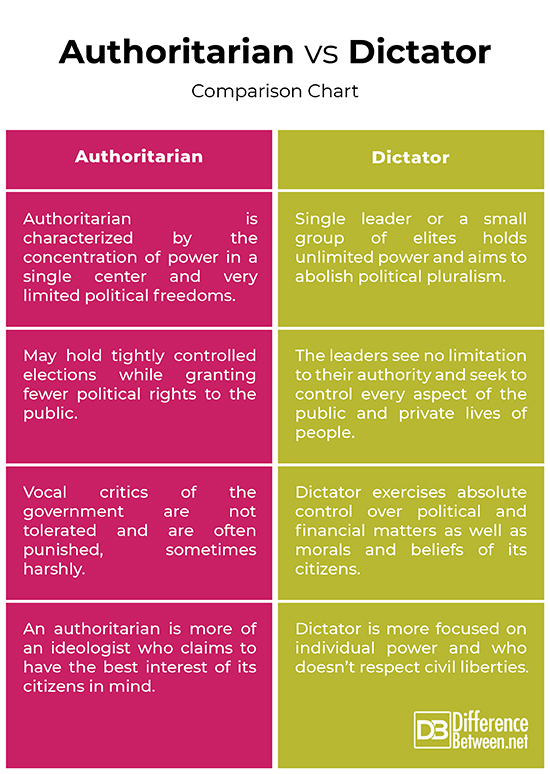 Authoritarian vs Dictator
Comparison Chart
Authoritarian
Dictator
Authoritarian is
characterized by the
concentration of power in a
single center and very
limited political freedoms.
Single leader or a small
group of elites holds
unlimited power and aims to
abolish political pluralism.
May hold tightly controlled
elections while granting
fewer political rights to the
public.
The leaders see no limitation
to their authority and seek to
control every aspect of the
public and private lives of
people.
Vocal critics of the
government are not
tolerated and are often
punished, sometimes
harshly.
Dictator exercises absolute
control over political and
financial matters as well as
morals and beliefs of its
citizens.
An authoritarian is more of
an ideologist who claims to
have the best interest of its
citizens in mind.
Dictator is more focused on
individual power and who
doesn't respect civil liberties.
DB Difference
Between.net